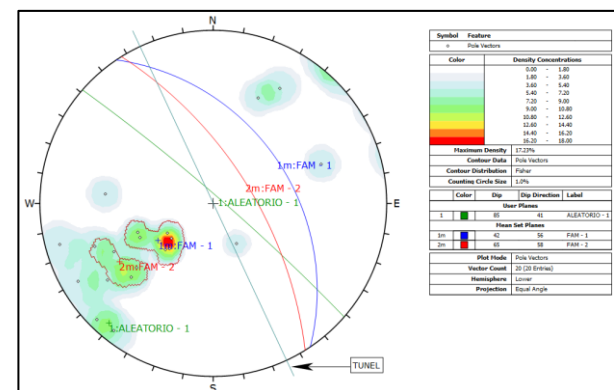 N
W
E
S
1m:FAM - 1
2m:FAM - 2
1:ALEATORIO - 1
1m:FAM - 1
2m:FAM - 2
1:ALEATORIO - 1
TUNEL
Symbol Feature
Pole Vectors
Color Density Concentrations
0.00 - 1.80
1.80 - 3.60
3.60 - 5.40
5.40 - 7.20
7.20 - 9.00
9.00 - 10.80
10.80 - 12.60
12.60 - 14.40
14.40 - 16.20
16.20 - 18.00
Maximum Density 17.23%
Contour Data Pole Vectors
Contour Distribution Fisher
Counting Circle Size 1.0%
Color Dip Dip Direction Label
User Planes
1 85 41 ALEATORIO - 1
Mean Set Planes
1m 42 56 FAM - 1
2m 60 58 FAM - 2
Plot Mode Pole Vectors
Vector Count 20 (20 Entries)
Hemisphere Lower
Projection Equal Angle